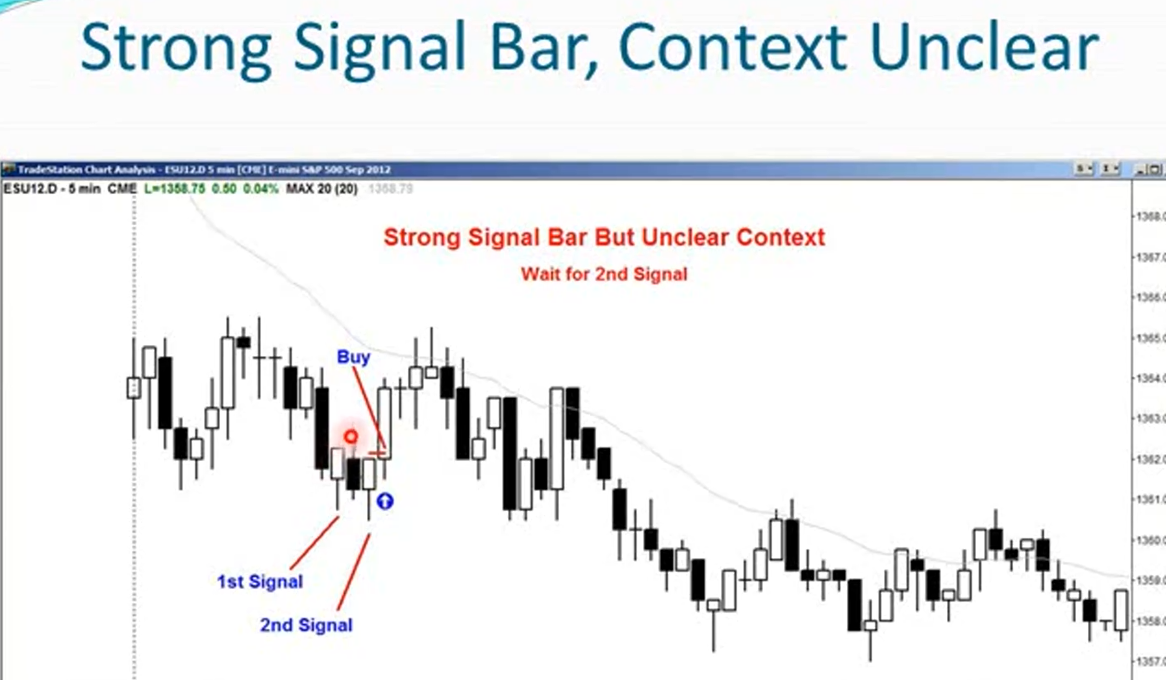 Strong Signal Bar, Context Unclear
TradeStation Chart Analysis - ESU12.D 5 min [CME] E-mini S&P 500 Sep 2012
ESU12.D - 5 min CME L=1358.75 0.50 0.04% MAX 20 (20) 1358.79
Strong Signal Bar But Unclear Context
Wait for 2nd Signal
Buy
1st Signal
2nd Signal
1368.0
1367.0
1366.0
1365.0
1364.0
1363.0
1362.0
1361.0
1360.0
1359.0
1358.0
1357.0